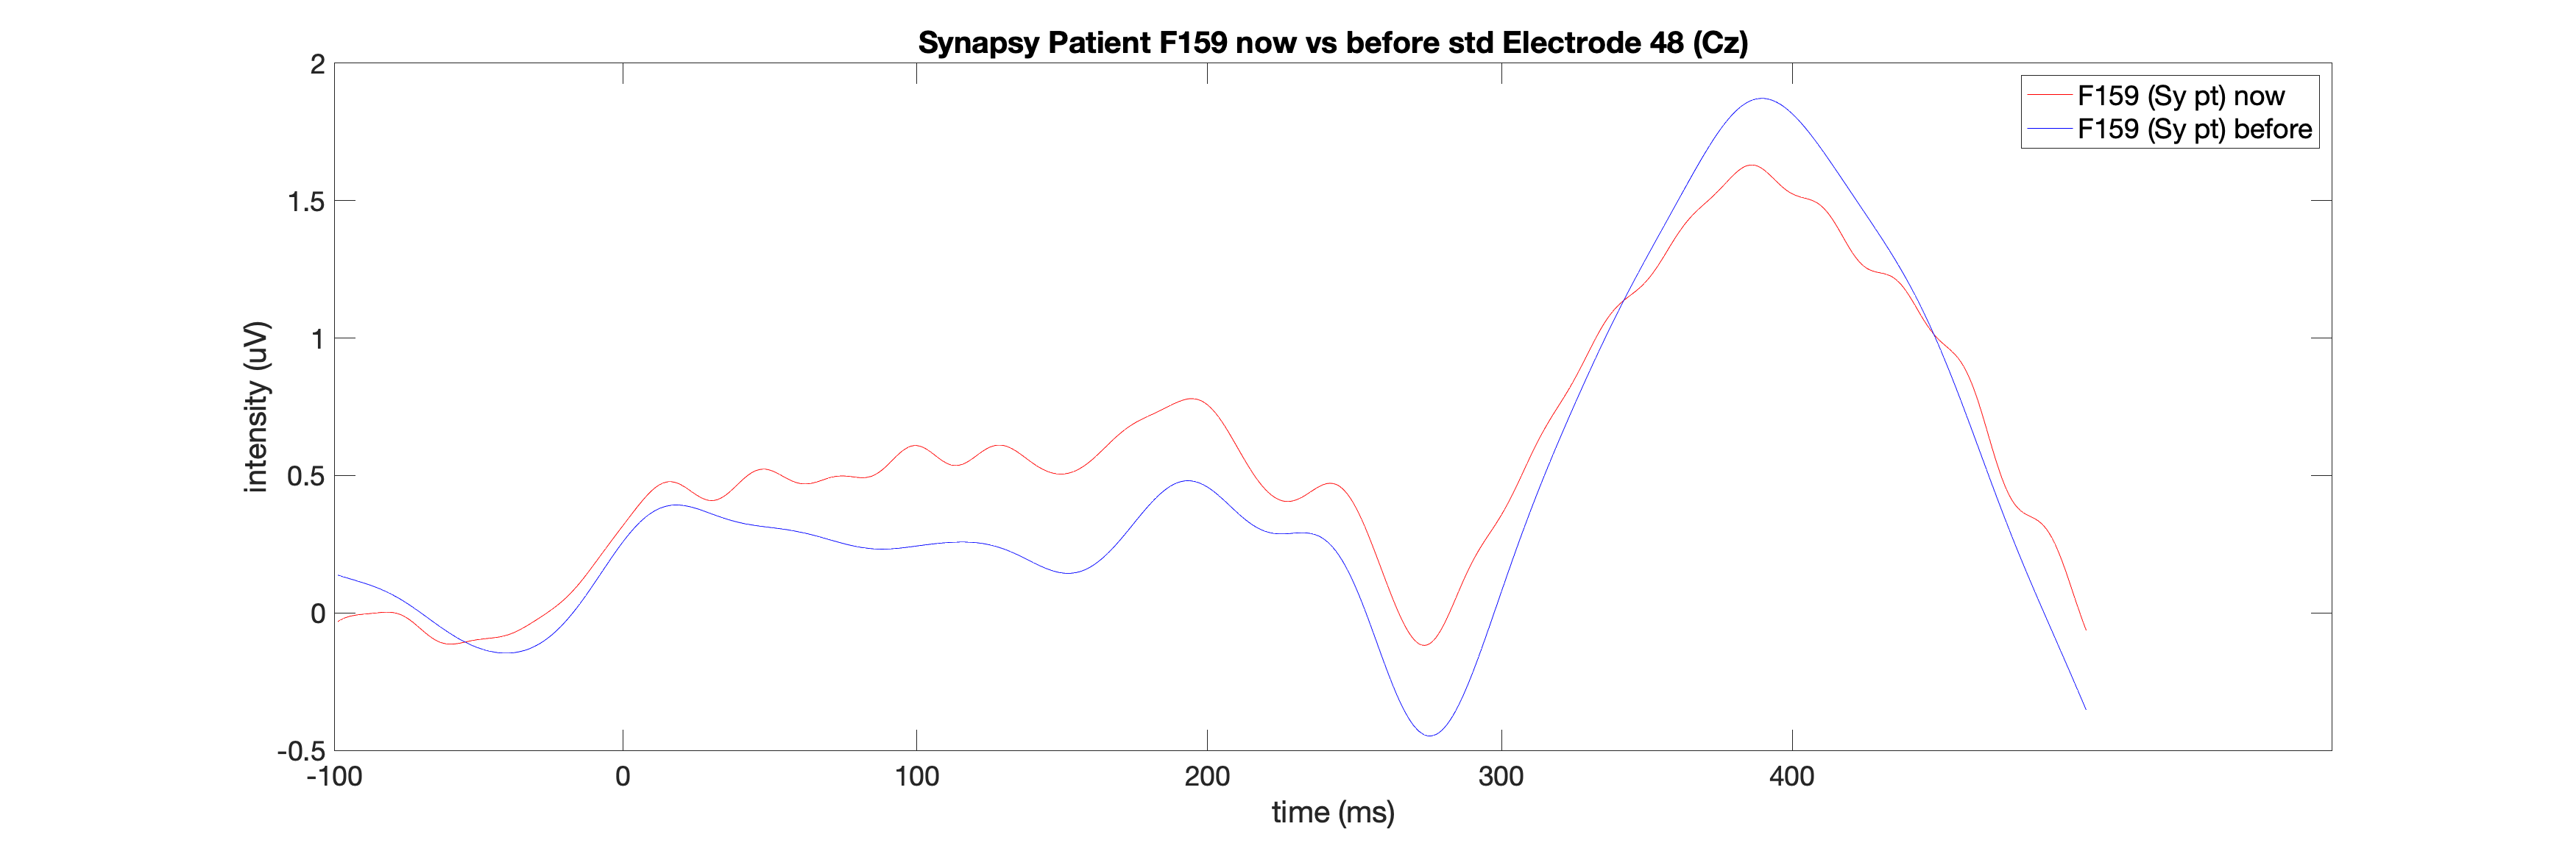 Synapsy Patient F159 now vs before std Electrode 48 (Cz)
2
1.5
1
0.5
0
-0.5
intensity (uV)
F159 (Sy pt) now
F159 (Sy pt) before
-100 0 100 200 300 400
time (ms)